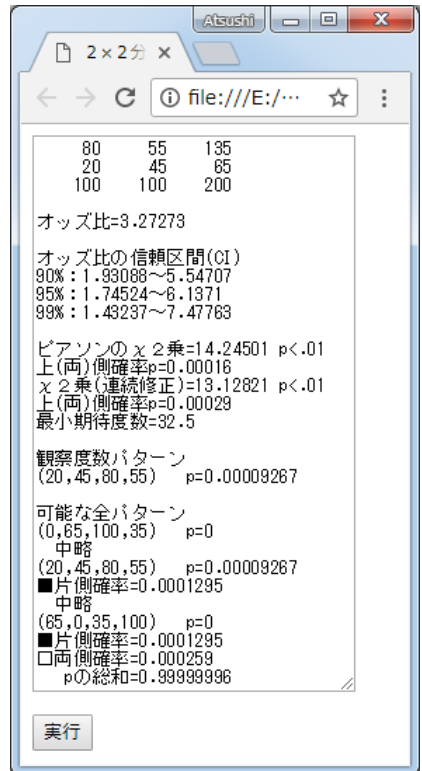 Atsushi
2×2分
file:///E:/…
80 55 135
20 45 65
100 100 200
オッズ比=3.27273
オッズ比の信頼区間(CI)
90%：1.93088～5.54707
95%：1.74524～6.1371
99%：1.43237～7.47763
ピアソンのχ２乗=14.24501 p<.01
上(両)側確率p=0.00016
χ２乗(連続修正)=13.12821 p<.01
上(両)側確率p=0.00029
最小期待度数=32.5
観察度数パターン
(20,45,80,55) p=0.00009267
可能な全パターン
(0,65,100,35) p=0
中略
(20,45,80,55) p=0.00009267
■片側確率=0.0001295
中略
(65,0,35,100) p=0
■片側確率=0.0001295
□両側確率=0.000259
pの総和=0.99999996
実行